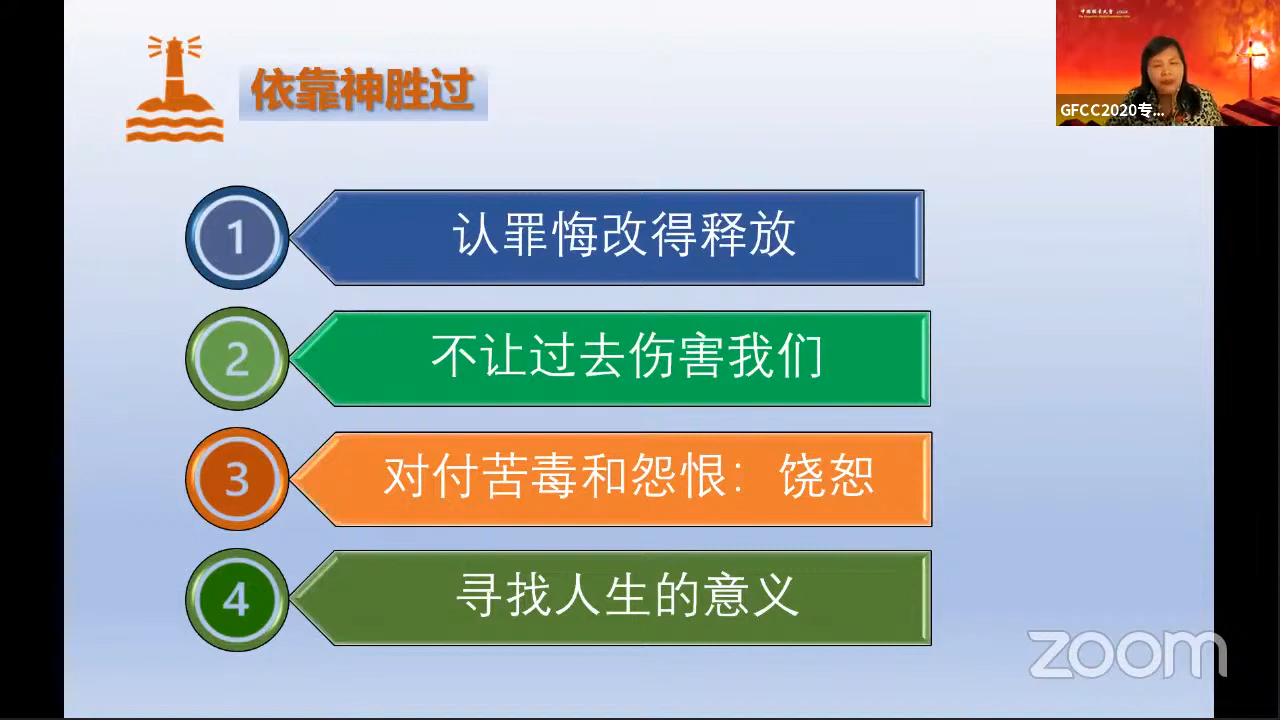 依靠神胜过
GFCC2020专...
1
认罪悔改得释放
2
不让过去伤害我们
3
对付苦毒和怨恨：饶恕
4
寻找人生的意义
zoom